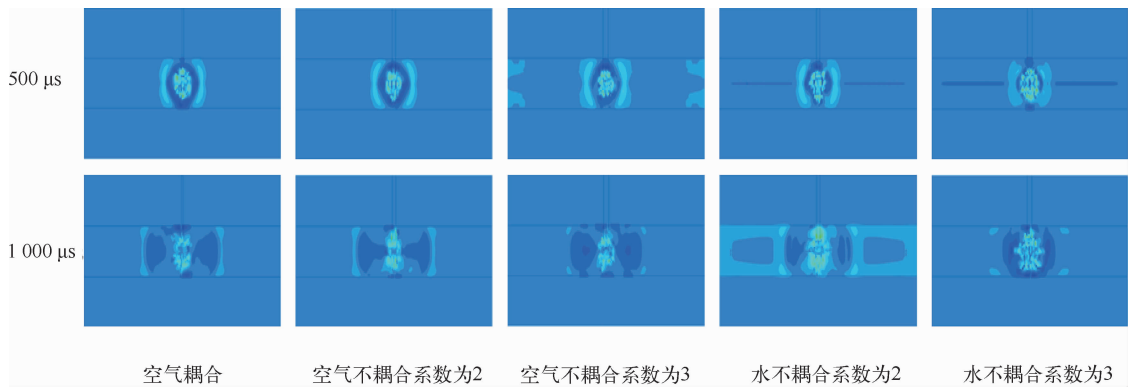 500 μs
1 000 μs
空气耦合 空气不耦合系数为2 空气不耦合系数为3 水不耦合系数为2 水不耦合系数为3